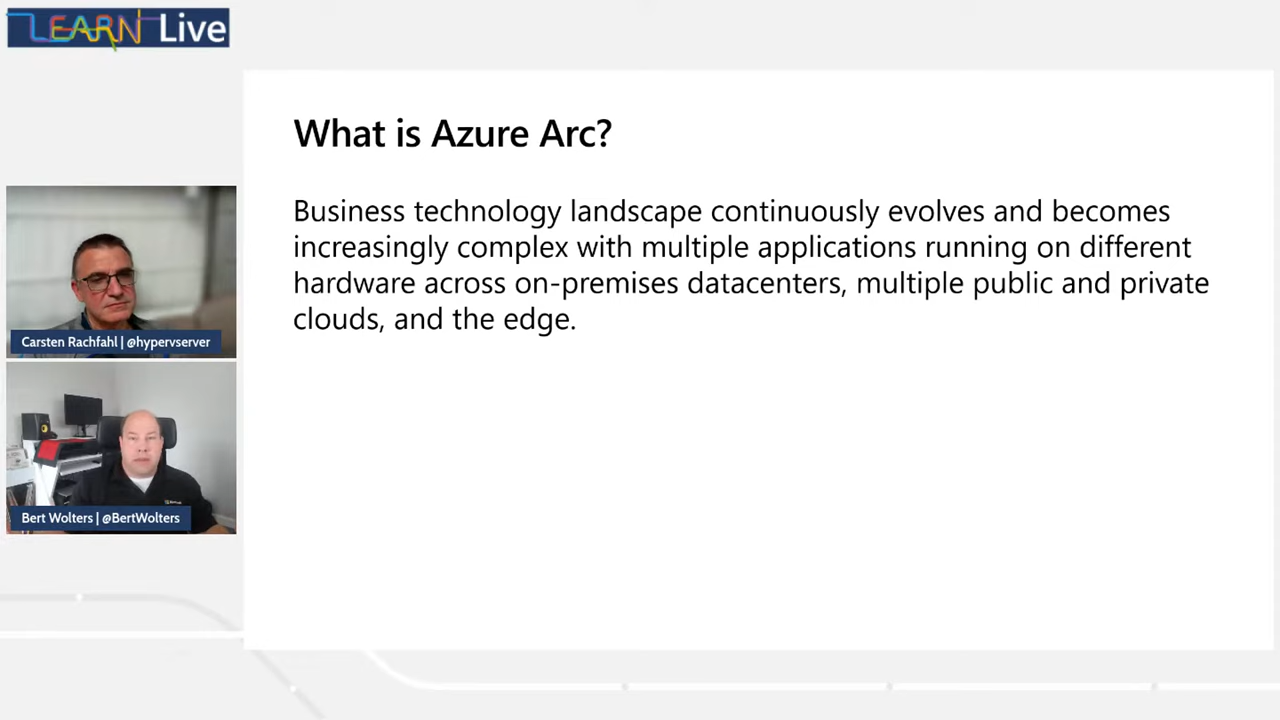 LEARN Live
What is Azure Arc?
Business technology landscape continuously evolves and becomes
increasingly complex with multiple applications running on different
hardware across on-premises datacenters, multiple public and private
clouds, and the edge.
Carsten Rachfahl | @hypervserver
Bert Wolters | @BertWolters